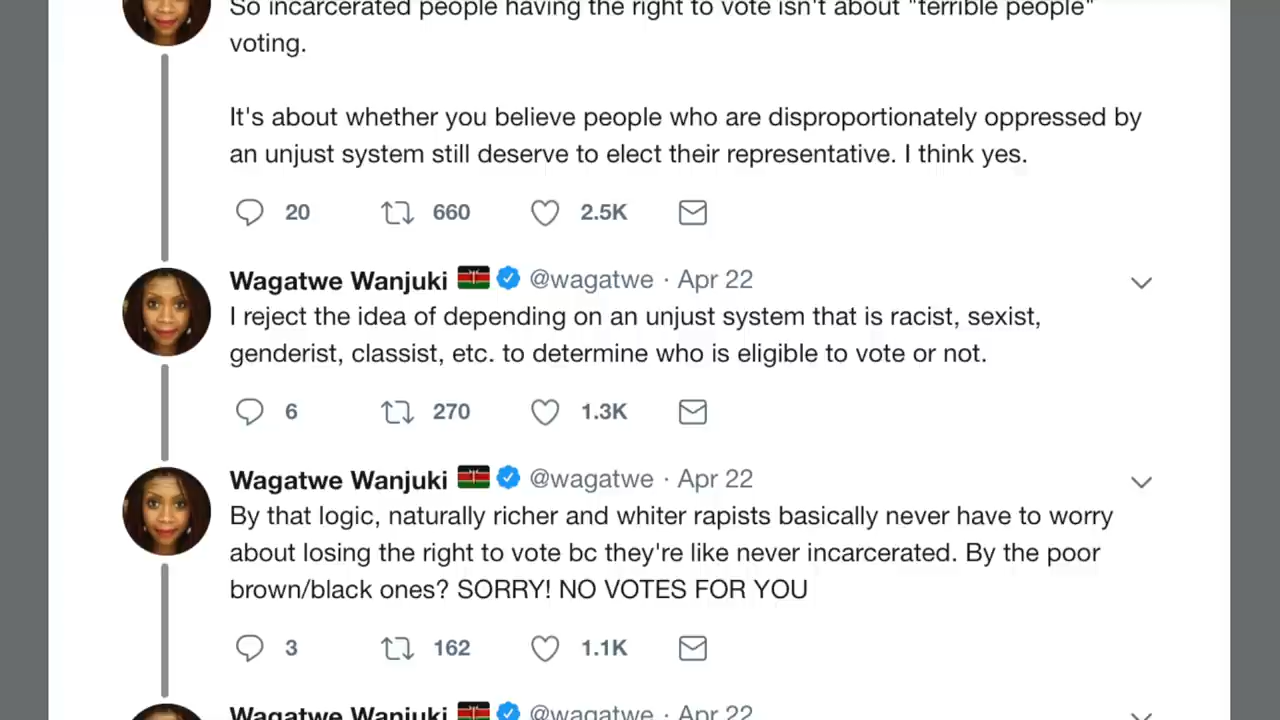 So incarcerated people having the right to vote isn't about "terrible people"
voting.
It's about whether you believe people who are disproportionately oppressed by
an unjust system still deserve to elect their representative. I think yes.
20 660 2.5K
Wagatwe Wanjuki @wagatwe · Apr 22
I reject the idea of depending on an unjust system that is racist, sexist,
genderist, classist, etc. to determine who is eligible to vote or not.
6 270 1.3K
Wagatwe Wanjuki @wagatwe · Apr 22
By that logic, naturally richer and whiter rapists basically never have to worry
about losing the right to vote bc they're like never incarcerated. By the poor
brown/black ones? SORRY! NO VOTES FOR YOU
3 162 1.1K
Wagatwe Wanjuki @wagatwe · Apr 22